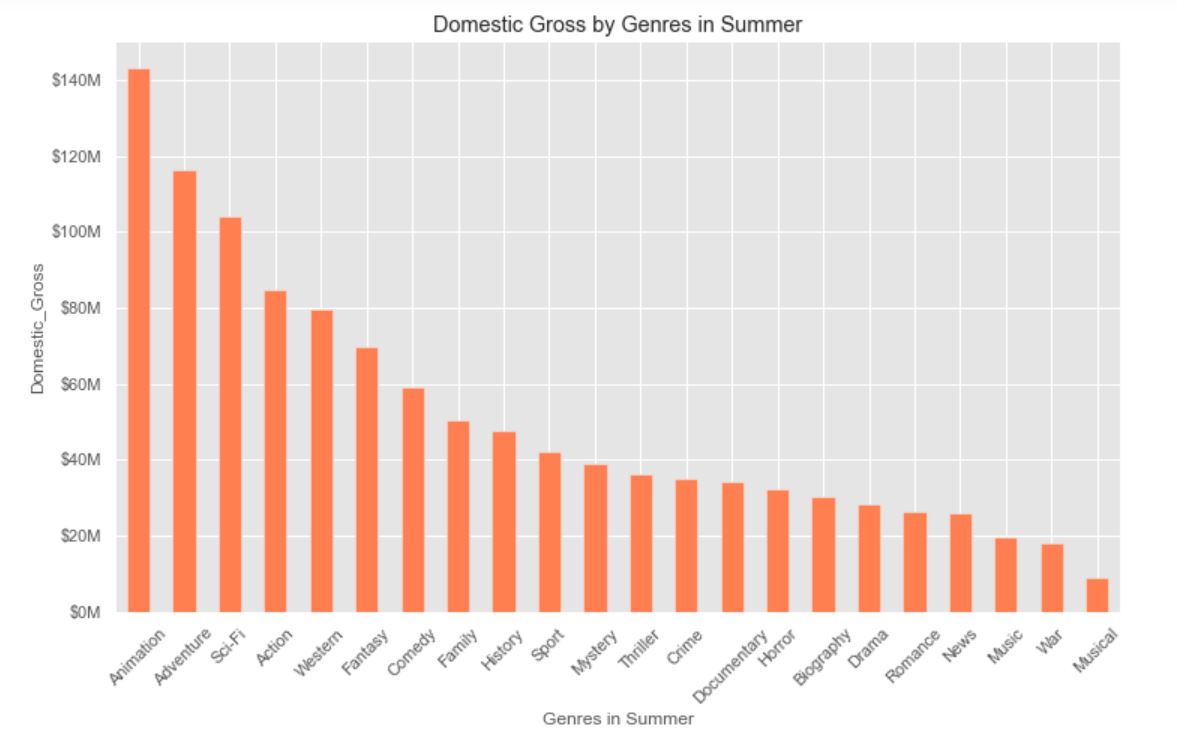 Domestic Gross by Genres in Summer
$140M
$120M
$100M
$80M
$60M
$40M
$20M
$0M
Domestic_Gross
Animation
Adventure
Sci-Fi
Action
Western
Fantasy
Comedy
Family
History
Sport
Mystery
Thriller
Crime
Documentary
Horror
Biography
Drama
Romance
News
Music
War
Musical
Genres in Summer